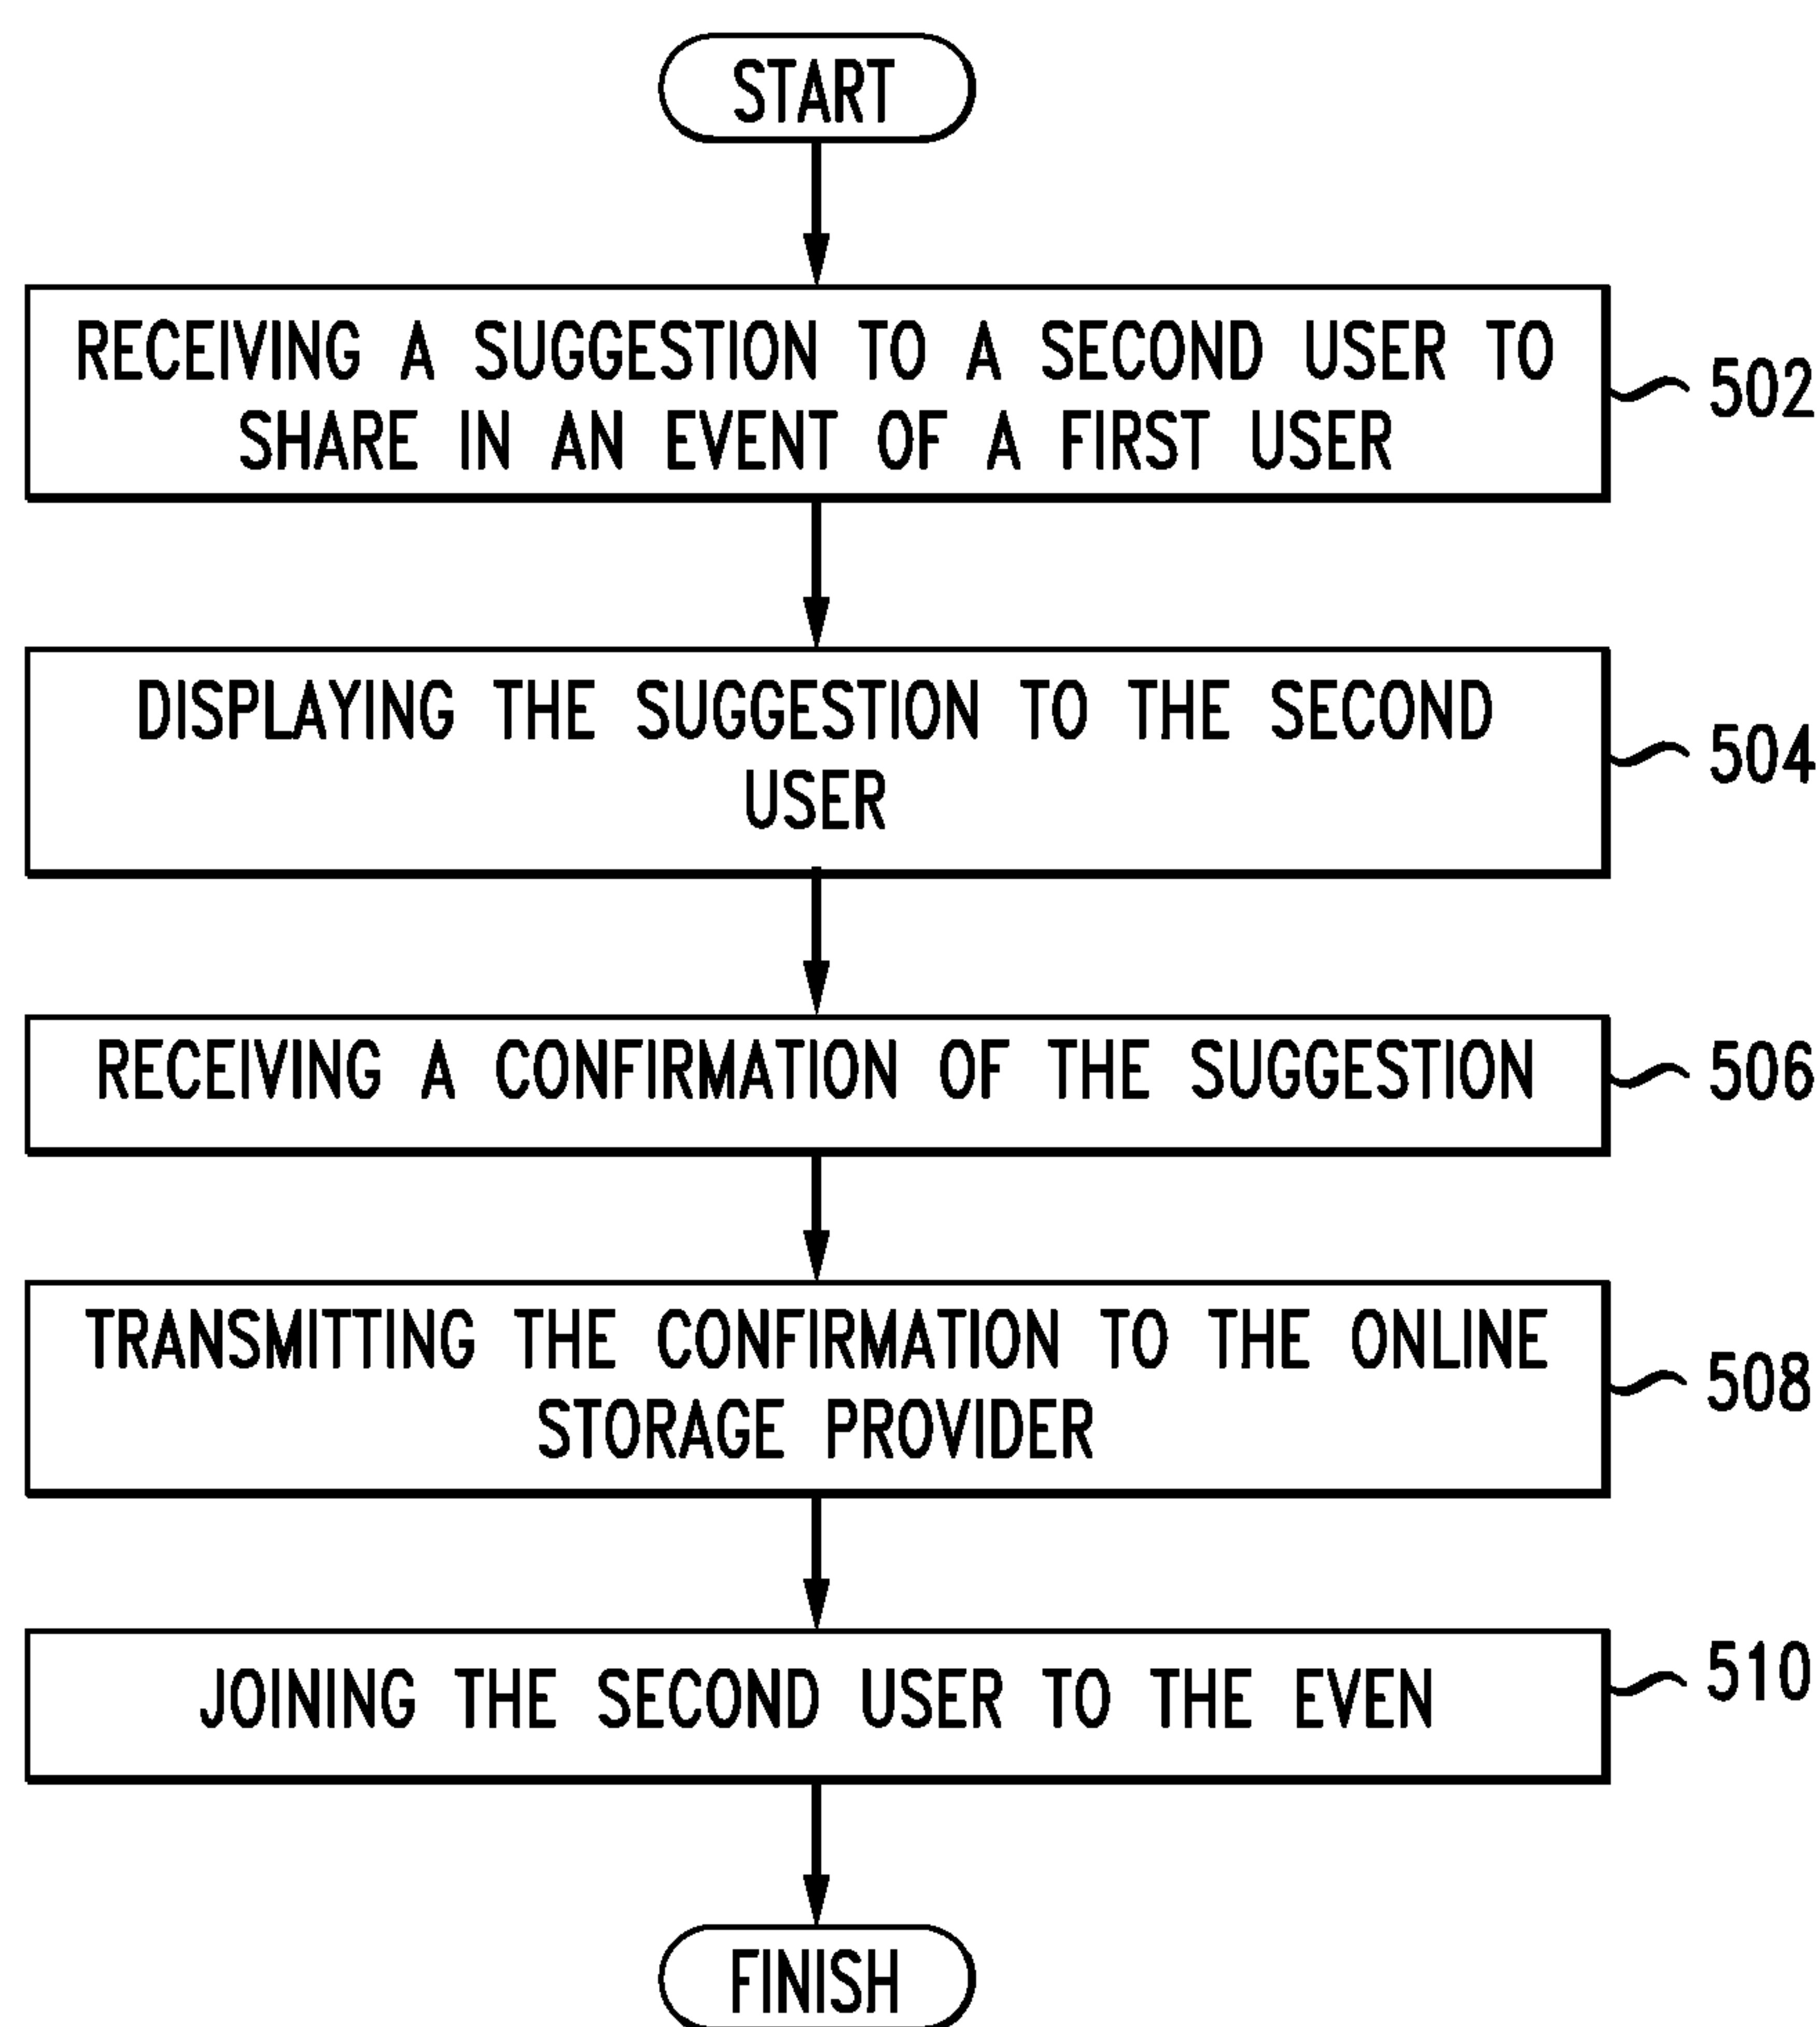 START
RECEIVING A SUGGESTION TO A SECOND USER TO
SHARE IN AN EVENT OF A FIRST USER
502
DISPLAYING THE SUGGESTION TO THE SECOND
USER
504
RECEIVING A CONFIRMATION OF THE SUGGESTION
506
TRANSMITTING THE CONFIRMATION TO THE ONLINE
STORAGE PROVIDER
508
JOINING THE SECOND USER TO THE EVEN
510
FINISH